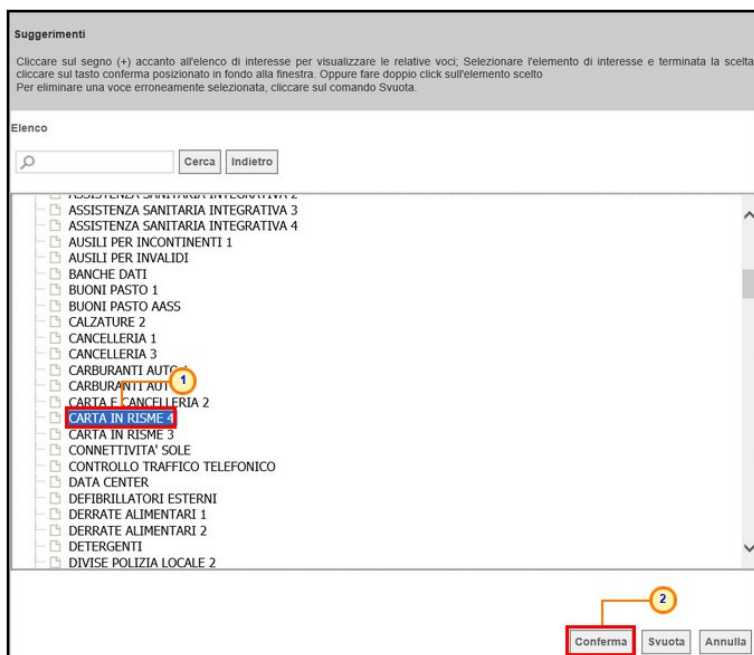 Suggerimenti
Cliccare sul segno (+) accanto all'elenco di interesse per visualizzare le relative voci; Selezionare l'elemento di interesse e terminata la scelta
cliccare sul tasto conferma posizionato in fondo alla finestra. Oppure fare doppio click sull'elemento scelto
Per eliminare una voce erroneamente selezionata, cliccare sul comando Svuota.
Elenco
Cerca Indietro
ASSISTENZA SANITARIA INTEGRATIVA 2
ASSISTENZA SANITARIA INTEGRATIVA 3
ASSISTENZA SANITARIA INTEGRATIVA 4
AUSILI PER INCONTINENTI 1
AUSILI PER INVALIDI
BANCHE DATI
BUONI PASTO 1
BUONI PASTO AASS
CALZATURE 2
CANCELLERIA 1
CANCELLERIA 3
CARBURANTI AUTO
1
CARBURANTI AUT
CARTA E CANCELLERIA 2
CARTA IN RISME 4
CARTA IN RISME 3
CONNETTIVITA' SOLE
CONTROLLO TRAFFICO TELEFONICO
DATA CENTER
DEFIBRILLATORI ESTERNI
DERRATE ALIMENTARI 1
DERRATE ALIMENTARI 2
DETERGENTI
DIVISE POLIZIA LOCALE 2
2
Conferma Svuota Annulla